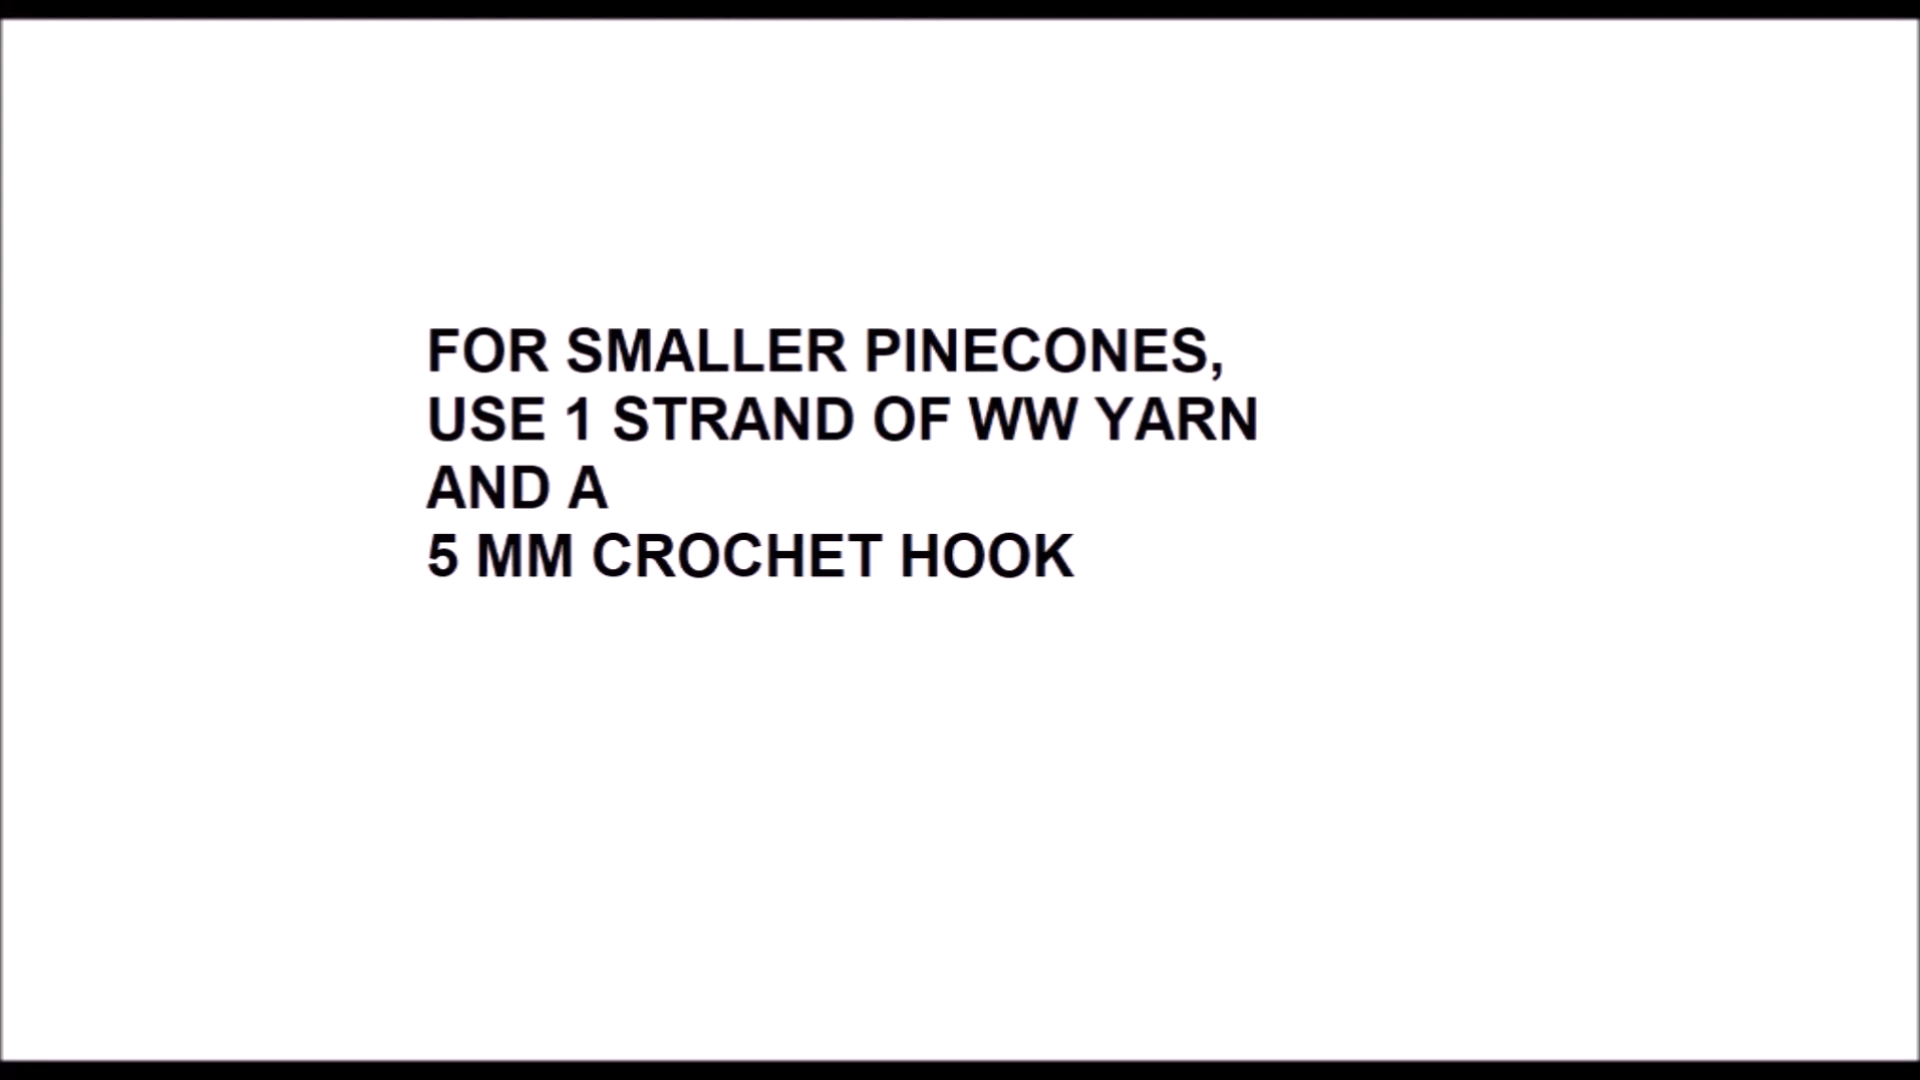 FOR SMALLER PINECONES,
USE 1 STRAND OF WW YARN
AND A
5 MM CROCHET HOOK